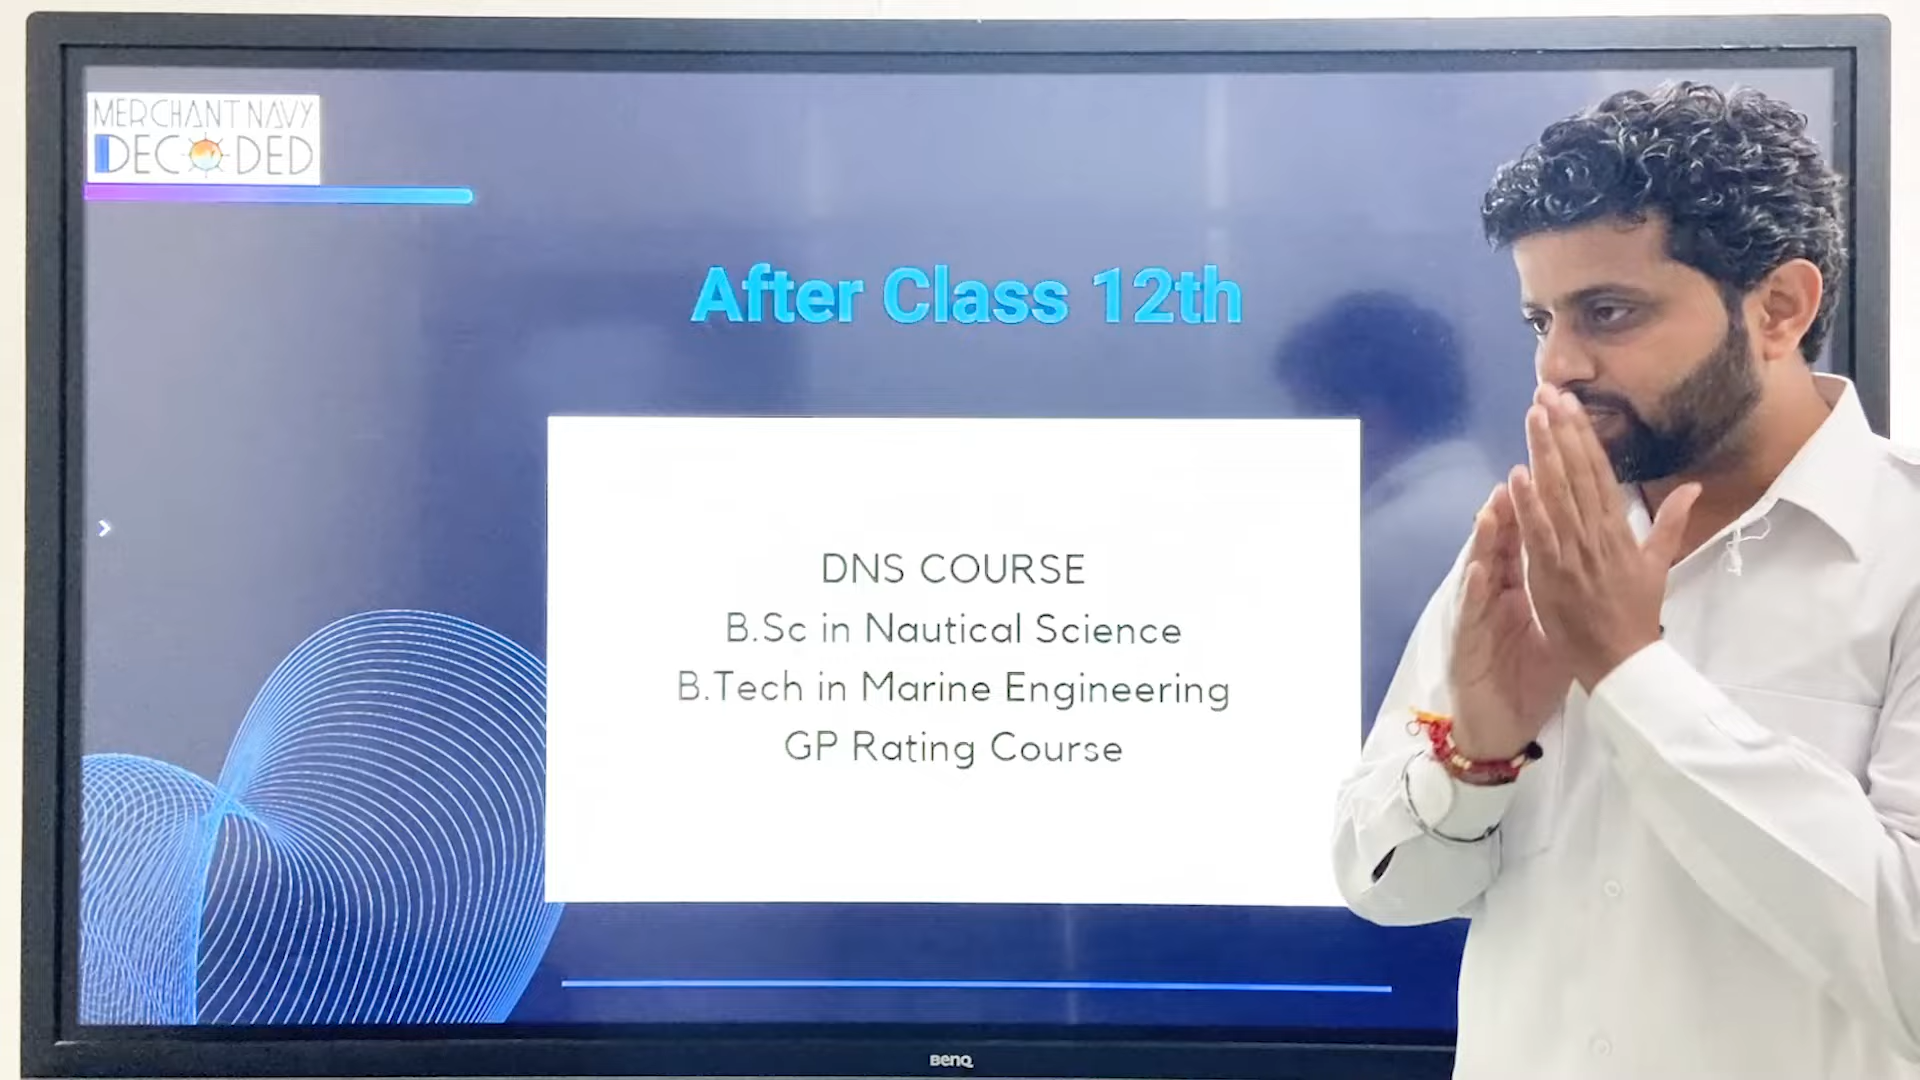 MERCHANT NAVY
DECODED
After Class 12th
DNS COURSE
B.Sc in Nautical Science
B.Tech in Marine Engineering
GP Rating Course
BenQ